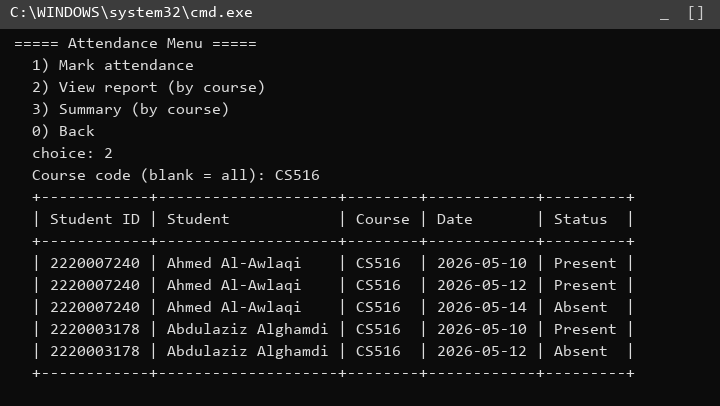 C:\WINDOWS\system32\cmd.exe _ []
===== Attendance Menu =====
  1) Mark attendance
  2) View report (by course)
  3) Summary (by course)
  0) Back
  choice: 2
  Course code (blank = all): CS516
  +------------+--------------------+--------+------------+---------+
  | Student ID | Student            | Course | Date       | Status  |
  +------------+--------------------+--------+------------+---------+
  | 2220007240 | Ahmed Al-Awlaqi    | CS516  | 2026-05-10 | Present |
  | 2220007240 | Ahmed Al-Awlaqi    | CS516  | 2026-05-12 | Present |
  | 2220007240 | Ahmed Al-Awlaqi    | CS516  | 2026-05-14 | Absent  |
  | 2220003178 | Abdulaziz Alghamdi | CS516  | 2026-05-10 | Present |
  | 2220003178 | Abdulaziz Alghamdi | CS516  | 2026-05-12 | Absent  |
  +------------+--------------------+--------+------------+---------+